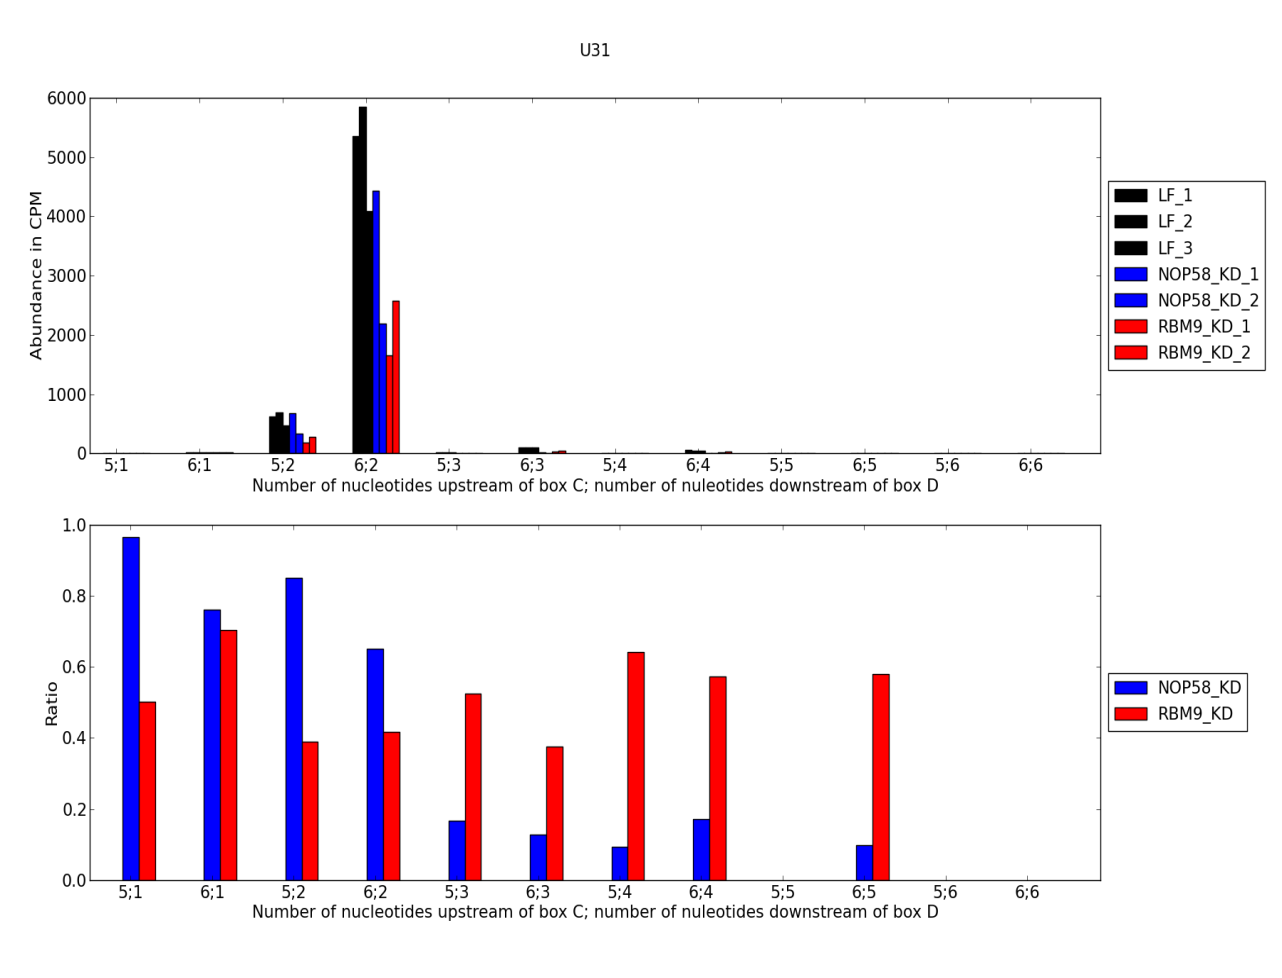 U31
6000
5000
4000
3000
2000
1000
0
Abundance in CPM
5;1 6;1 5;2 6;2 5;3 6;3 5;4 6;4 5;5 6;5 5;6 6;6
Number of nucleotides upstream of box C; number of nuleotides downstream of box D
LF_1
LF_2
LF_3
NOP58_KD_1
NOP58_KD_2
RBM9_KD_1
RBM9_KD_2
1.0
0.8
0.6
0.4
0.2
0.0
Ratio
5;1 6;1 5;2 6;2 5;3 6;3 5;4 6;4 5;5 6;5 5;6 6;6
Number of nucleotides upstream of box C; number of nuleotides downstream of box D
NOP58_KD
RBM9_KD